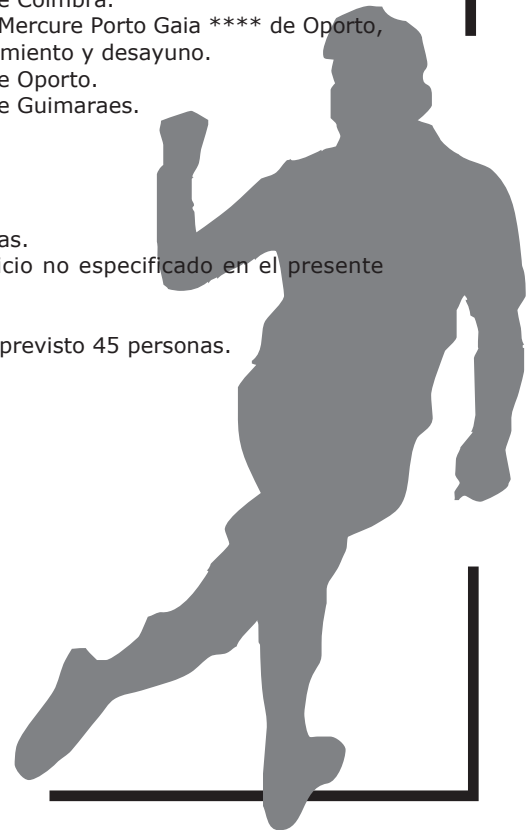 e Coimbra.
Mercure Porto Gaia **** de Oporto,
miento y desayuno.
e Oporto.
e Guimaraes.
as.
icio no especificado en el presente
previsto 45 personas.